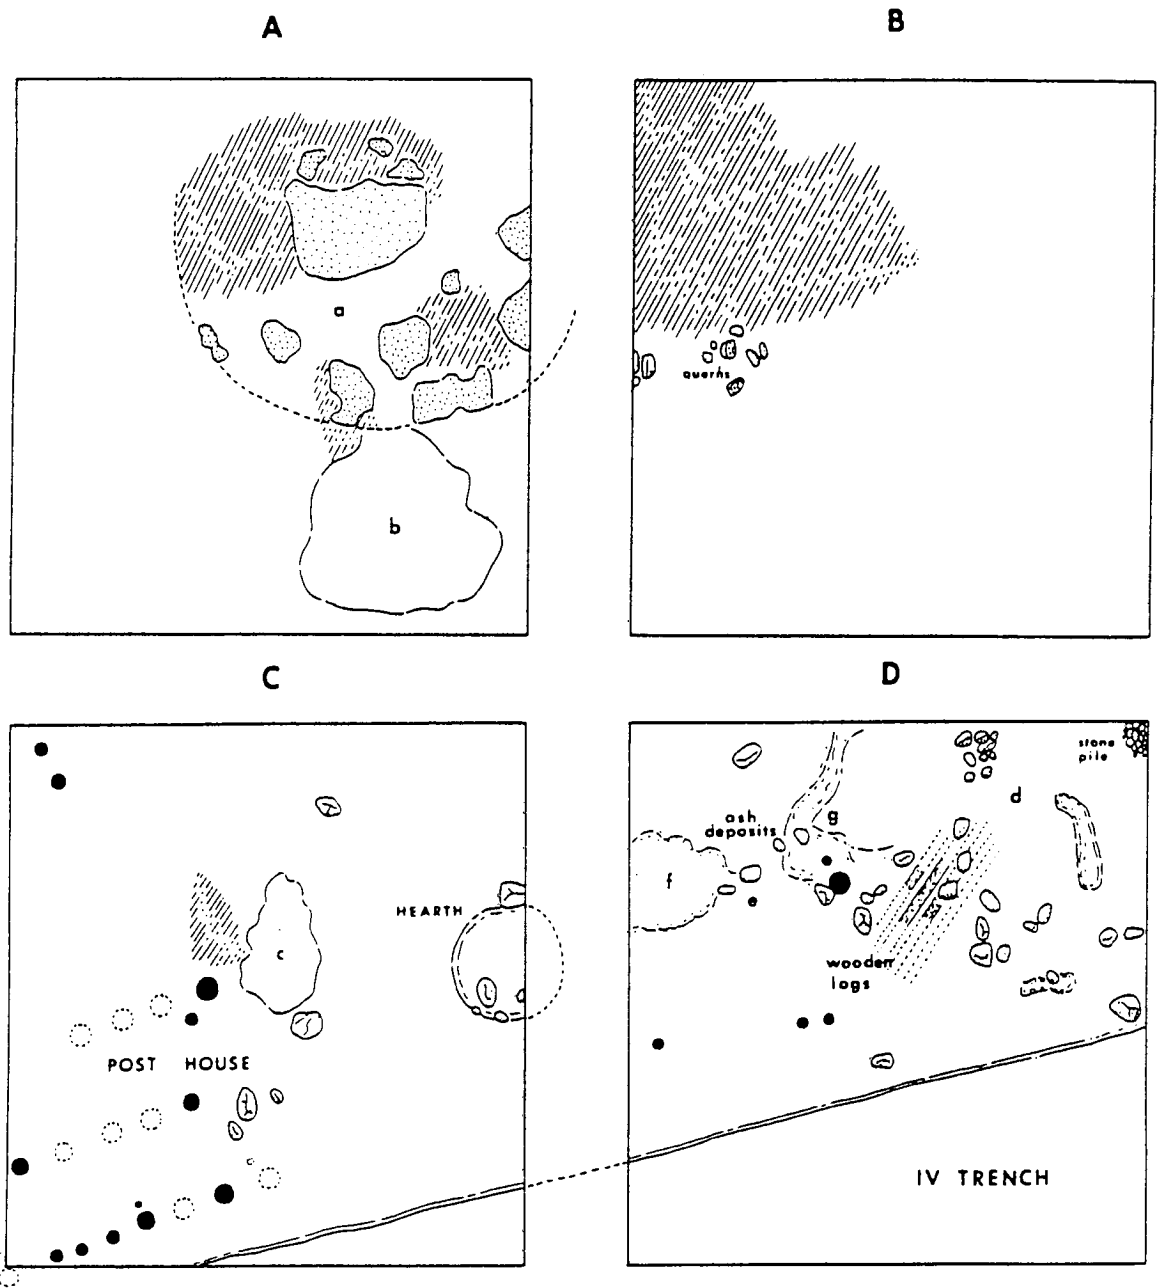 A
B
a
b
querns
C
D
HEARTH
c
POST HOUSE
stone
pile
d
ash
deposits
g
f
e
wooden
logs
IV TRENCH